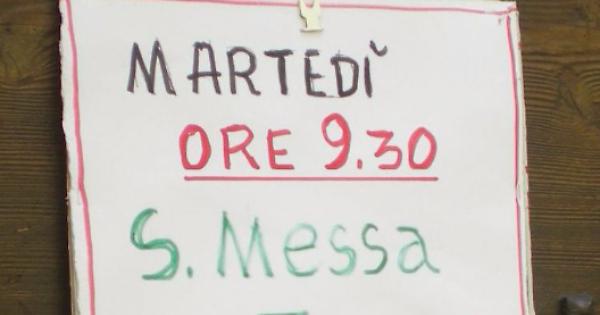 MARTEDÌ
ORE 9.30
S. Messa